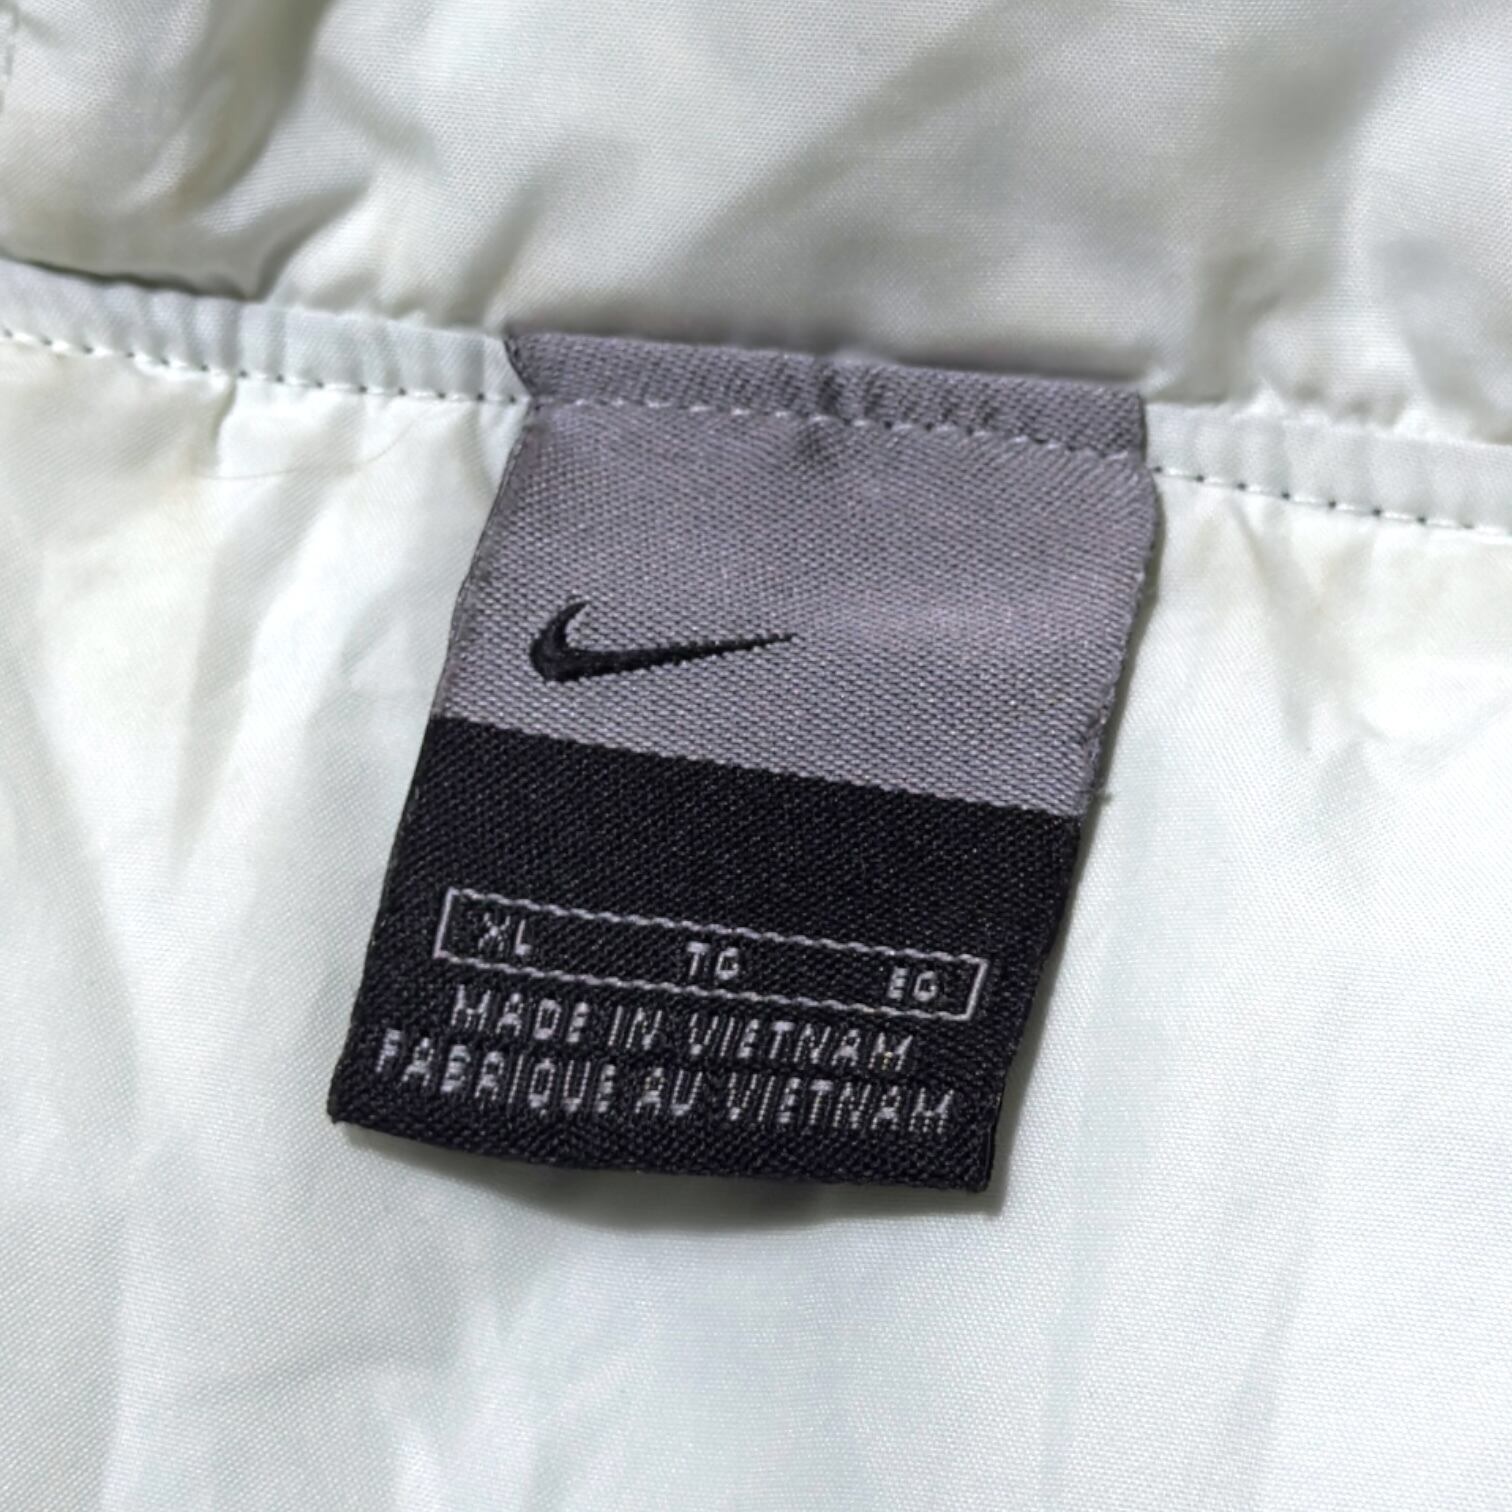 XL TG EG
MADE IN VIETNAM
FABRIQUE AU VIETNAM